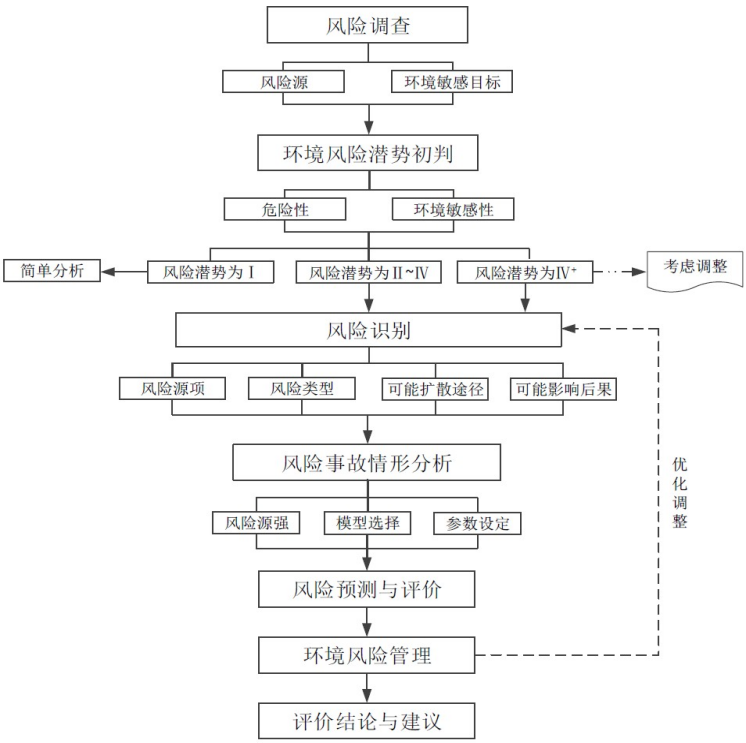 风险调查
风险源
环境敏感目标
环境风险潜势初判
危险性
环境敏感性
简单分析
风险潜势为Ⅰ
风险潜势为Ⅱ~Ⅳ
风险潜势为Ⅳ⁺
考虑调整
风险识别
风险源项
风险类型
可能扩散途径
可能影响后果
风险事故情形分析
优化调整
风险源强
模型选择
参数设定
风险预测与评价
环境风险管理
评价结论与建议